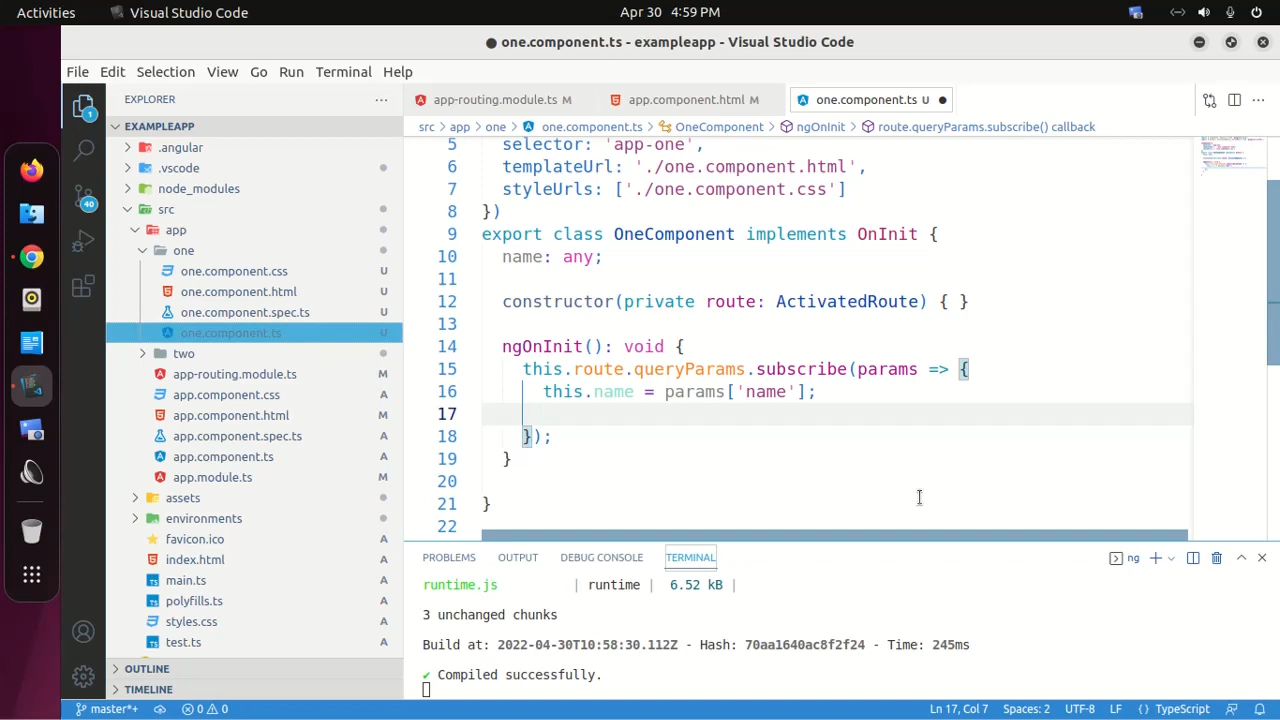 Activities
Visual Studio Code
Apr 30 4:59 PM
● one.component.ts - exampleapp - Visual Studio Code
File Edit Selection View Go Run Terminal Help
EXPLORER
app-routing.module.ts M
app.component.html M
one.component.ts U
EXAMPLEAPP
src > app > one > one.component.ts > OneComponent > ngOnInit > route.queryParams.subscribe() callback
.angular
.vscode
node_modules
src
app
one
one.component.css U
one.component.html U
one.component.spec.ts U
one.component.ts U
two
app-routing.module.ts M
app.component.css A
app.component.html M
app.component.spec.ts A
app.component.ts A
app.module.ts M
assets
environments
favicon.ico A
index.html A
main.ts A
polyfills.ts A
styles.css A
test.ts A
OUTLINE
TIMELINE
1
40
5 selector: 'app-one',
6 templateUrl: './one.component.html',
7 styleUrls: ['./one.component.css']
8 })
9 export class OneComponent implements OnInit {
10 name: any;
11
12 constructor(private route: ActivatedRoute) { }
13
14 ngOnInit(): void {
15 this.route.queryParams.subscribe(params => {
16 this.name = params['name'];
17
18 });
19 }
20
21 }
22
PROBLEMS OUTPUT DEBUG CONSOLE TERMINAL
ng
runtime.js | runtime | 6.52 kB |
3 unchanged chunks
Build at: 2022-04-30T10:58:30.112Z - Hash: 70aa1640ac8f2f24 - Time: 245ms
✔ Compiled successfully.
master*+ 0 0
Ln 17, Col 7 Spaces: 2 UTF-8 LF { } TypeScript